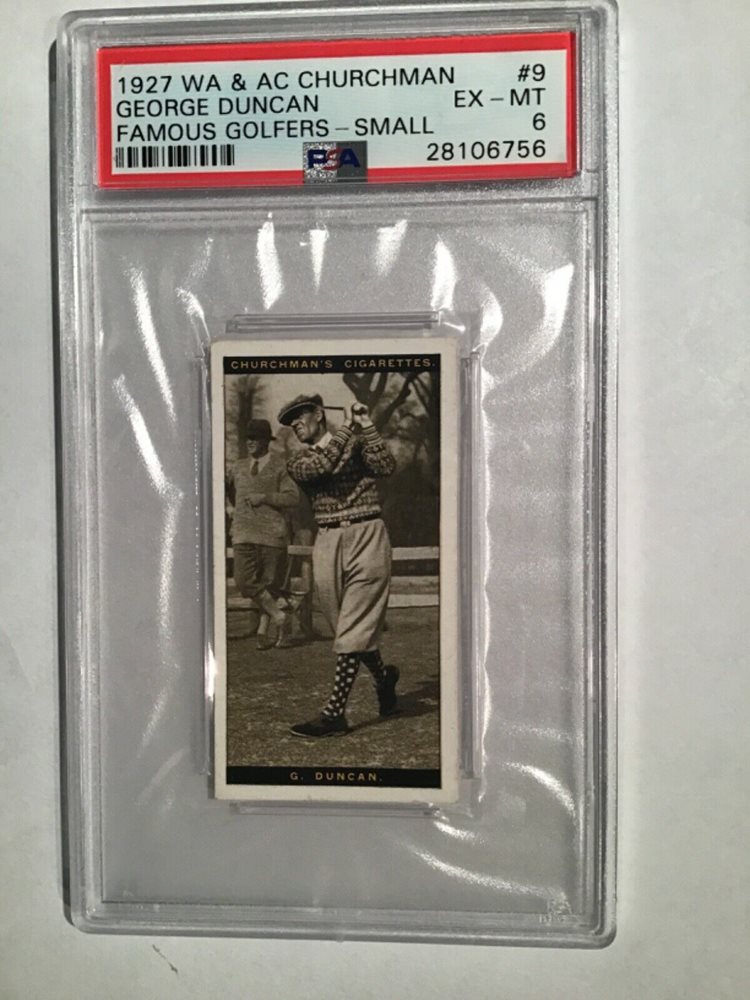 1927 WA & AC CHURCHMAN #9
GEORGE DUNCAN EX - MT
FAMOUS GOLFERS - SMALL 6
PSA 28106756
CHURCHMAN'S CIGARETTES.
G. DUNCAN.